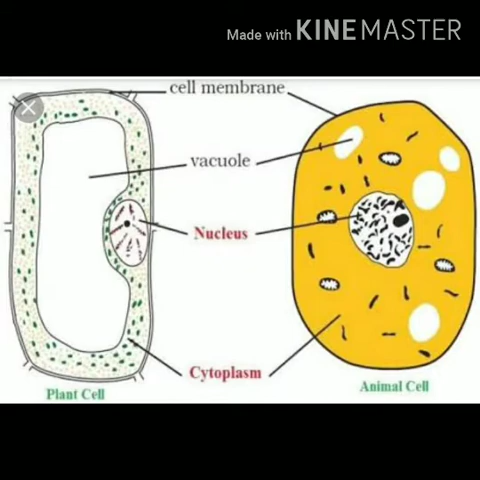 Made with KINEMASTER
cell membrane
vacuole
Nucleus
Cytoplasm
Plant Cell
Animal Cell